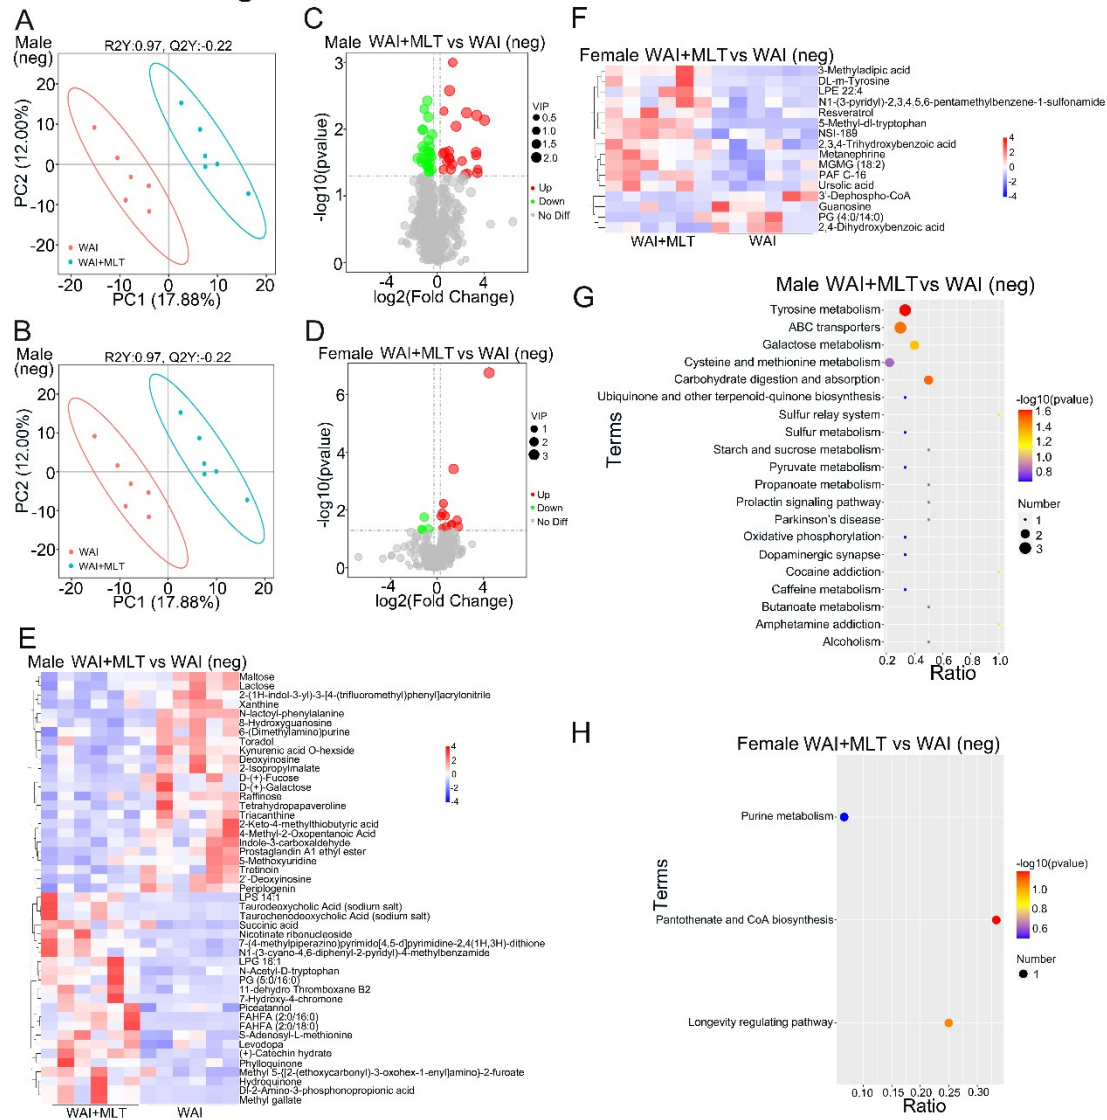 A
Male
(neg)
R2Y:0.97, Q2Y:-0.22
PC2 (12.00%)
20
10
0
-10
-20
WAI
WAI+MLT
-20 -10 0 10 20
PC1 (17.88%)
B
Male
(neg)
R2Y:0.97, Q2Y:-0.22
PC2 (12.00%)
20
10
0
-10
-20
WAI
WAI+MLT
-20 -10 0 10 20
PC1 (17.88%)
C
Male WAI+MLT vs WAI (neg)
-log10(pvalue)
3
2
1
0
-4 0 4
log2(Fold Change)
VIP
0.5
1.0
1.5
2.0
Up
Down
No Diff
D
Female WAI+MLT vs WAI (neg)
-log10(pvalue)
6
4
2
0
-4 0 4
log2(Fold Change)
VIP
1
2
3
Up
Down
No Diff
E
Male WAI+MLT vs WAI (neg)
Maltose
Lactose
2-(1H-indol-3-yl)-3-[4-(trifluoromethyl)phenyl]acrylonitrile
Xanthine
N-lactoyl-phenylalanine
8-Hydroxyguanosine
6-(Dimethylamino)purine
Toradol
Kynurenic acid O-hexside
Deoxyinosine
2-Isopropylmalate
D-(+)-Fucose
D-(+)-Galactose
Raffinose
Tetrahydropapaveroline
Triacanthine
2-Keto-4-methylthiobutyric acid
4-Methyl-2-Oxopentanoic Acid
Indole-3-carboxaldehyde
Prostaglandin A1 ethyl ester
5-Methoxyuridine
Tretinoin
2'-Deoxyinosine
Periplogenin
LPS 14:1
Taurodeoxycholic Acid (sodium salt)
Taurochenodeoxycholic Acid (sodium salt)
Succinic acid
Nicotinate ribonucleoside
7-(4-methylpiperazino)pyrimido[4,5-d]pyrimidine-2,4(1H,3H)-dithione
N1-(3-cyano-4,6-diphenyl-2-pyridyl)-4-methylbenzamide
LPG 18:1
N-Acetyl-D-tryptophan
PG (5:0/16:0)
11-dehydro Thromboxane B2
7-Hydroxy-4-chromone
Piceatannol
FAHFA (2:0/16:0)
FAHFA (2:0/18:0)
S-Adenosyl-L-methionine
Levodopa
(+)-Catechin hydrate
Phylloquinone
Methyl 5-{[2-(ethoxycarbonyl)-3-oxohex-1-enyl]amino}-2-furoate
Hydroquinone
Dl-2-Amino-3-phosphonopropionic acid
Methyl gallate
4
2
0
-2
-4
WAI+MLT WAI
F
Female WAI+MLT vs WAI (neg)
3-Methyladipic acid
DL-m-Tyrosine
LPE 22:4
N1-(3-pyridyl)-2,3,4,5,6-pentamethylbenzene-1-sulfonamide
Resveratrol
5-Methyl-dl-tryptophan
NSI-189
2,3,4-Trihydroxybenzoic acid
Metanephrine
MGMG (18:2)
PAF C-16
Ursolic acid
3'-Dephospho-CoA
Guanosine
PG (4:0/14:0)
2,4-Dihydroxybenzoic acid
4
2
0
-2
-4
WAI+MLT WAI
G
Male WAI+MLT vs WAI (neg)
Terms
Tyrosine metabolism
ABC transporters
Galactose metabolism
Cysteine and methionine metabolism
Carbohydrate digestion and absorption
Ubiquinone and other terpenoid-quinone biosynthesis
Sulfur relay system
Sulfur metabolism
Starch and sucrose metabolism
Pyruvate metabolism
Propanoate metabolism
Prolactin signaling pathway
Parkinson's disease
Oxidative phosphorylation
Dopaminergic synapse
Cocaine addiction
Caffeine metabolism
Butanoate metabolism
Amphetamine addiction
Alcoholism
0.2 0.4 0.6 0.8 1.0
Ratio
-log10(pvalue)
1.6
1.4
1.2
1.0
0.8
Number
1
2
3
H
Female WAI+MLT vs WAI (neg)
Terms
Purine metabolism
Pantothenate and CoA biosynthesis
Longevity regulating pathway
0.10 0.15 0.20 0.25 0.30
Ratio
-log10(pvalue)
1.0
0.8
0.6
Number
1